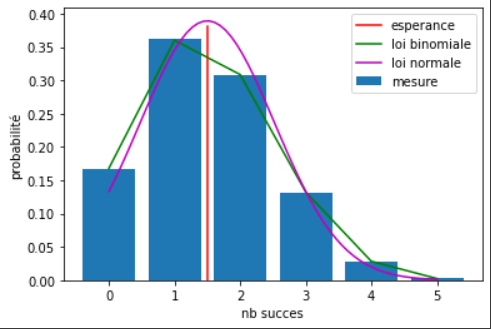 0.40
0.35
0.30
0.25
0.20
0.15
0.10
0.05
0.00
probabilité
esperance
loi binomiale
loi normale
mesure
0 1 2 3 4 5
nb succes